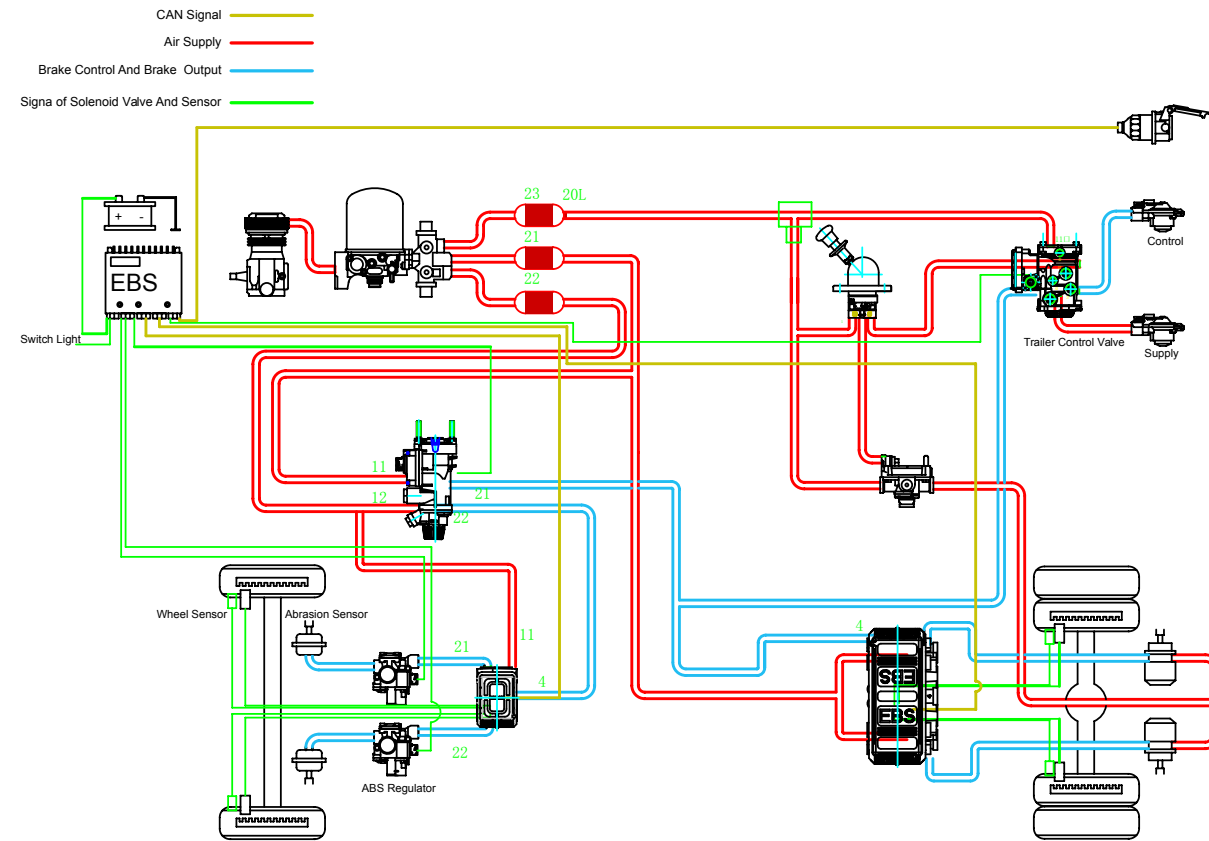 CAN Signal
Air Supply
Brake Control And Brake Output
Signa of Solenoid Valve And Sensor
23 20L
+ -
21
Control
EBS
22
Switch Light
Trailer Control Valve
Supply
11
12
21
22
Wheel Sensor
Abrasion Sensor
11
4
21
4
EBS
EBS
22
ABS Regulator